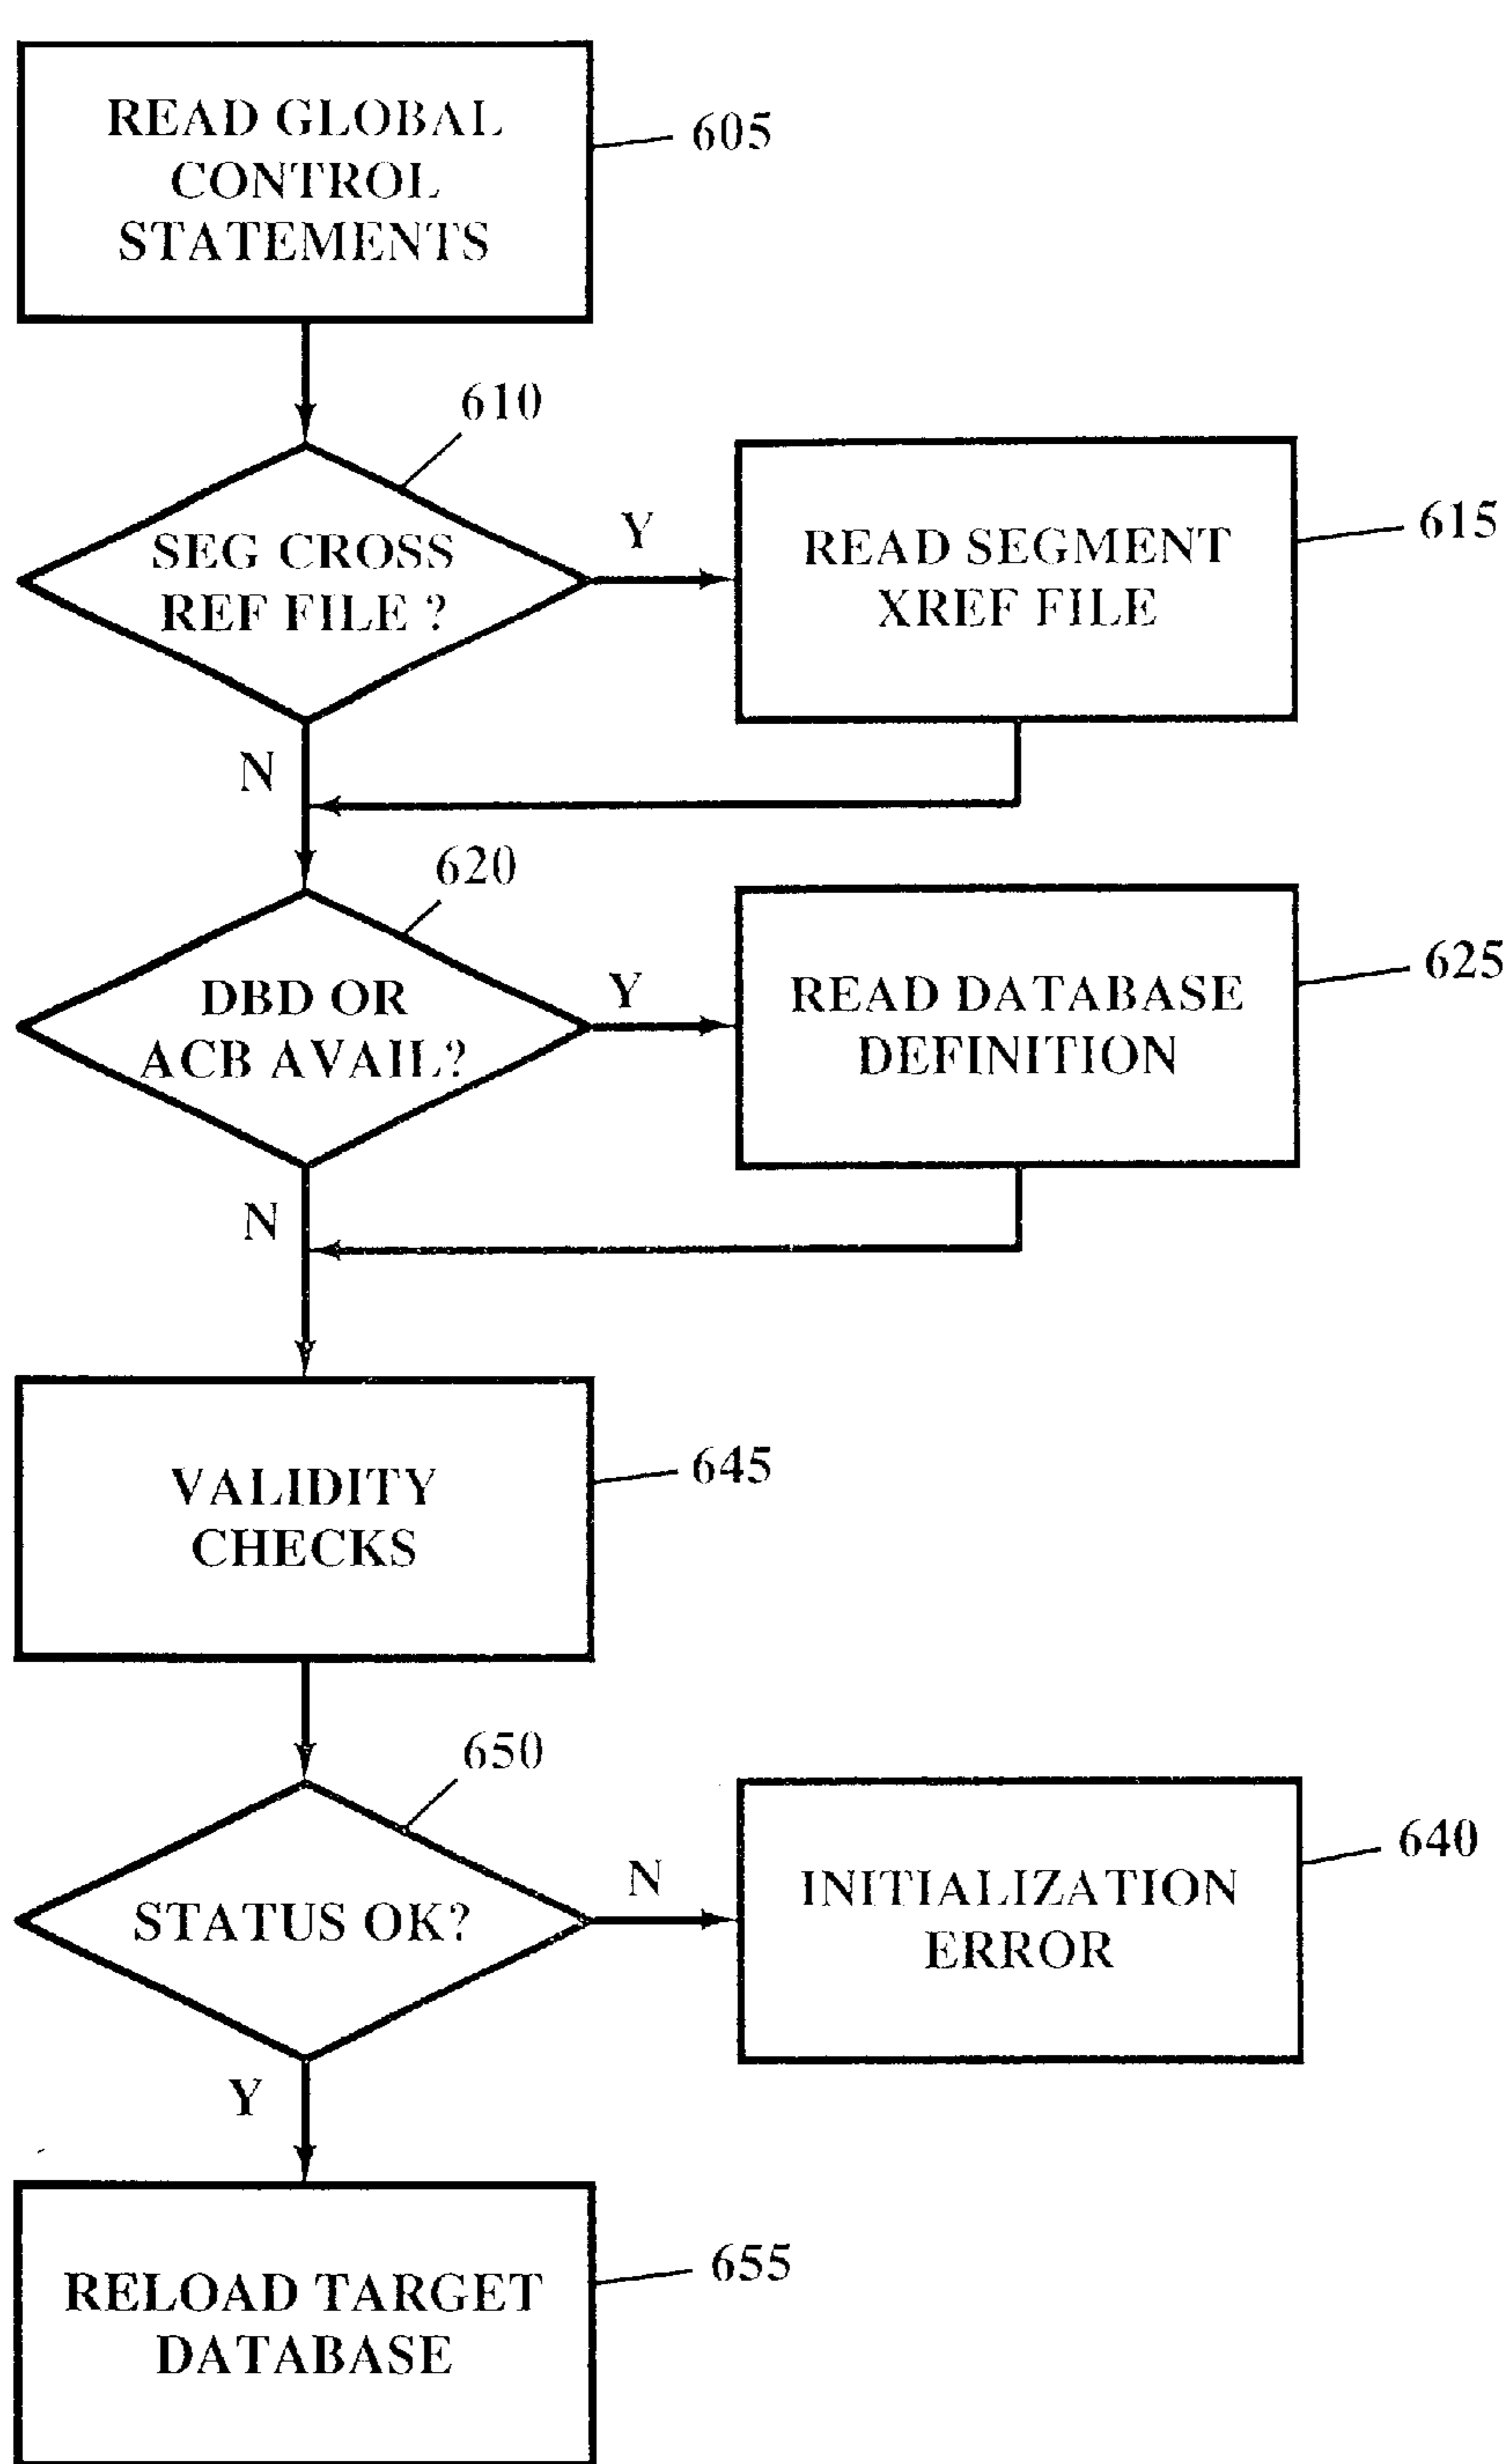 READ GLOBAL
CONTROL
STATEMENTS
605
610
SEG CROSS
REF FILE ?
Y
READ SEGMENT
XREF FILE
615
N
620
DBD OR
ACB AVAIL?
Y
READ DATABASE
DEFINITION
625
N
VALIDITY
CHECKS
645
650
STATUS OK?
N
INITIALIZATION
ERROR
640
Y
RELOAD TARGET
DATABASE
655